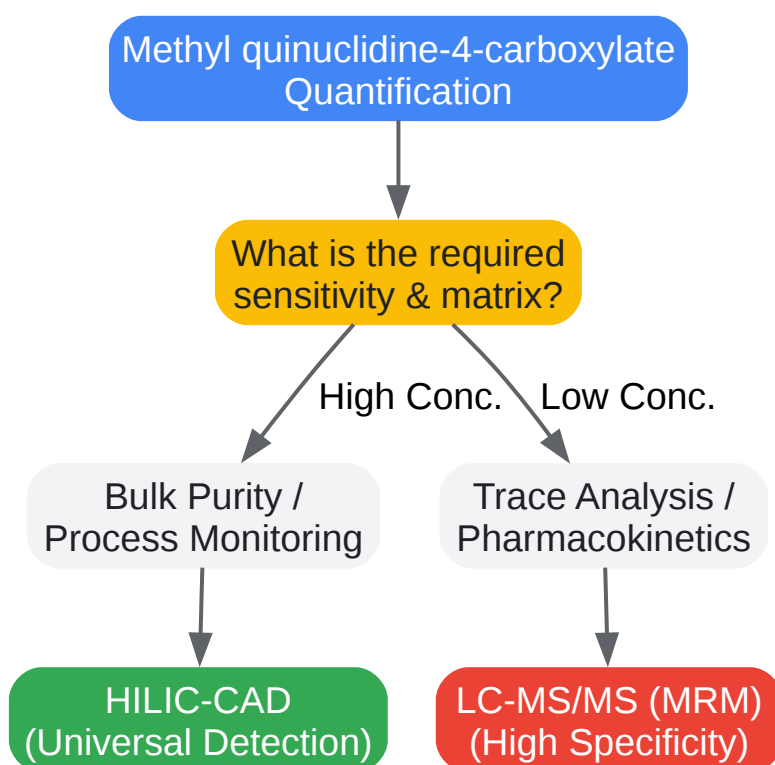 Methyl quinuclidine-4-carboxylate
Quantification
What is the required
sensitivity & matrix?
High Conc.
Low Conc.
Bulk Purity /
Process Monitoring
Trace Analysis /
Pharmacokinetics
HILIC-CAD
(Universal Detection)
LC-MS/MS (MRM)
(High Specificity)